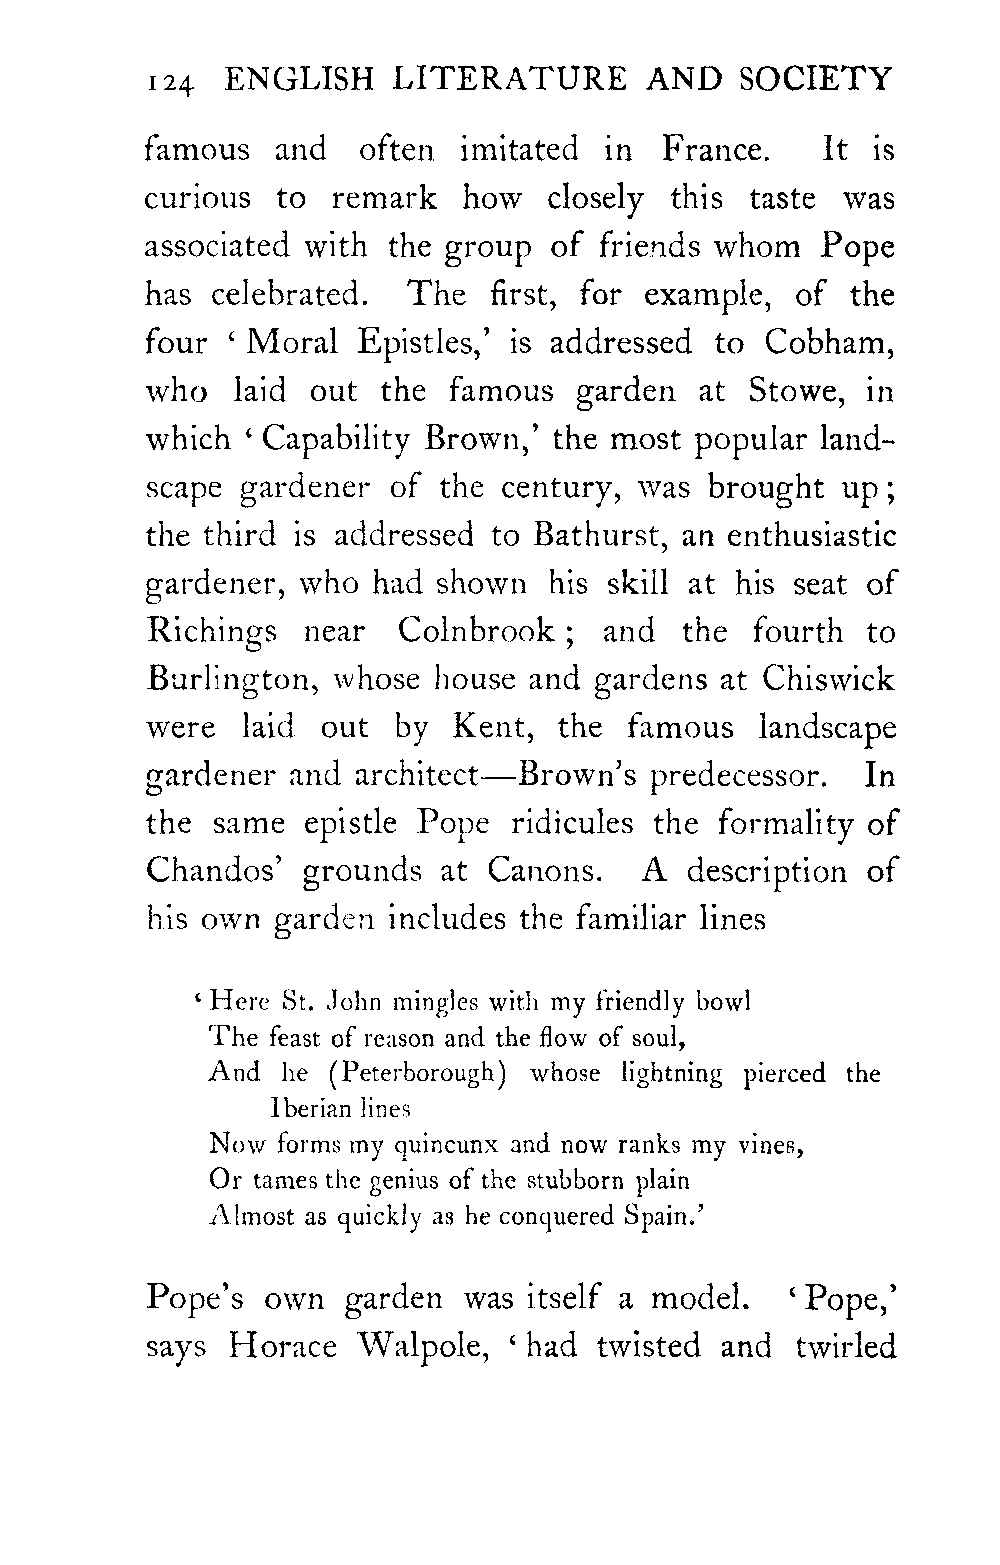 124 ENGLISH LITERATURE AND SOCIETY
famous and often imitated in France. It is
curious to remark how closely this taste was
associated with the group of friends whom Pope
has celebrated. The first, for example, of the
four ‘ Moral Epistles,’ is addressed to Cobham,
who laid out the famous garden at Stowe, in
which ‘ Capability Brown,’ the most popular land-
scape gardener of the century, was brought up ;
the third is addressed to Bathurst, an enthusiastic
gardener, who had shown his skill at his seat of
Richings near Colnbrook ; and the fourth to
Burlington, whose house and gardens at Chiswick
were laid out by Kent, the famous landscape
gardener and architect—Brown’s predecessor. In
the same epistle Pope ridicules the formality of
Chandos’ grounds at Canons. A description of
his own garden includes the familiar lines
‘ Here St. John mingles with my friendly bowl
The feast of reason and the flow of soul,
And he (Peterborough) whose lightning pierced the
Iberian lines
Now forms my quincunx and now ranks my vines,
Or tames the genius of the stubborn plain
Almost as quickly as he conquered Spain.’
Pope’s own garden was itself a model. ‘ Pope,’
says Horace Walpole, ‘ had twisted and twirled